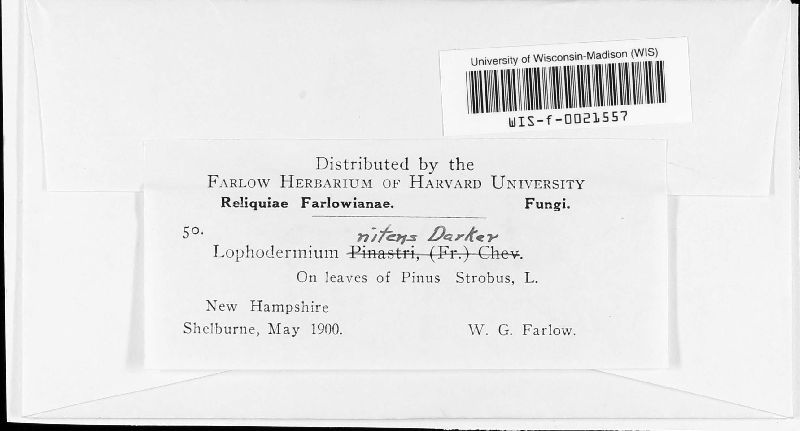 University of Wisconsin-Madison (WIS)
WIS-f-0021557
Distributed by the
FARLOW HERBARIUM OF HARVARD UNIVERSITY
Reliquiae Farlowianae. Fungi.
50.
nitens Darker
Lophodermium Pinastri, (Fr.) Chev.
On leaves of Pinus Strobus, L.
New Hampshire
Shelburne, May 1900. W. G. Farlow.